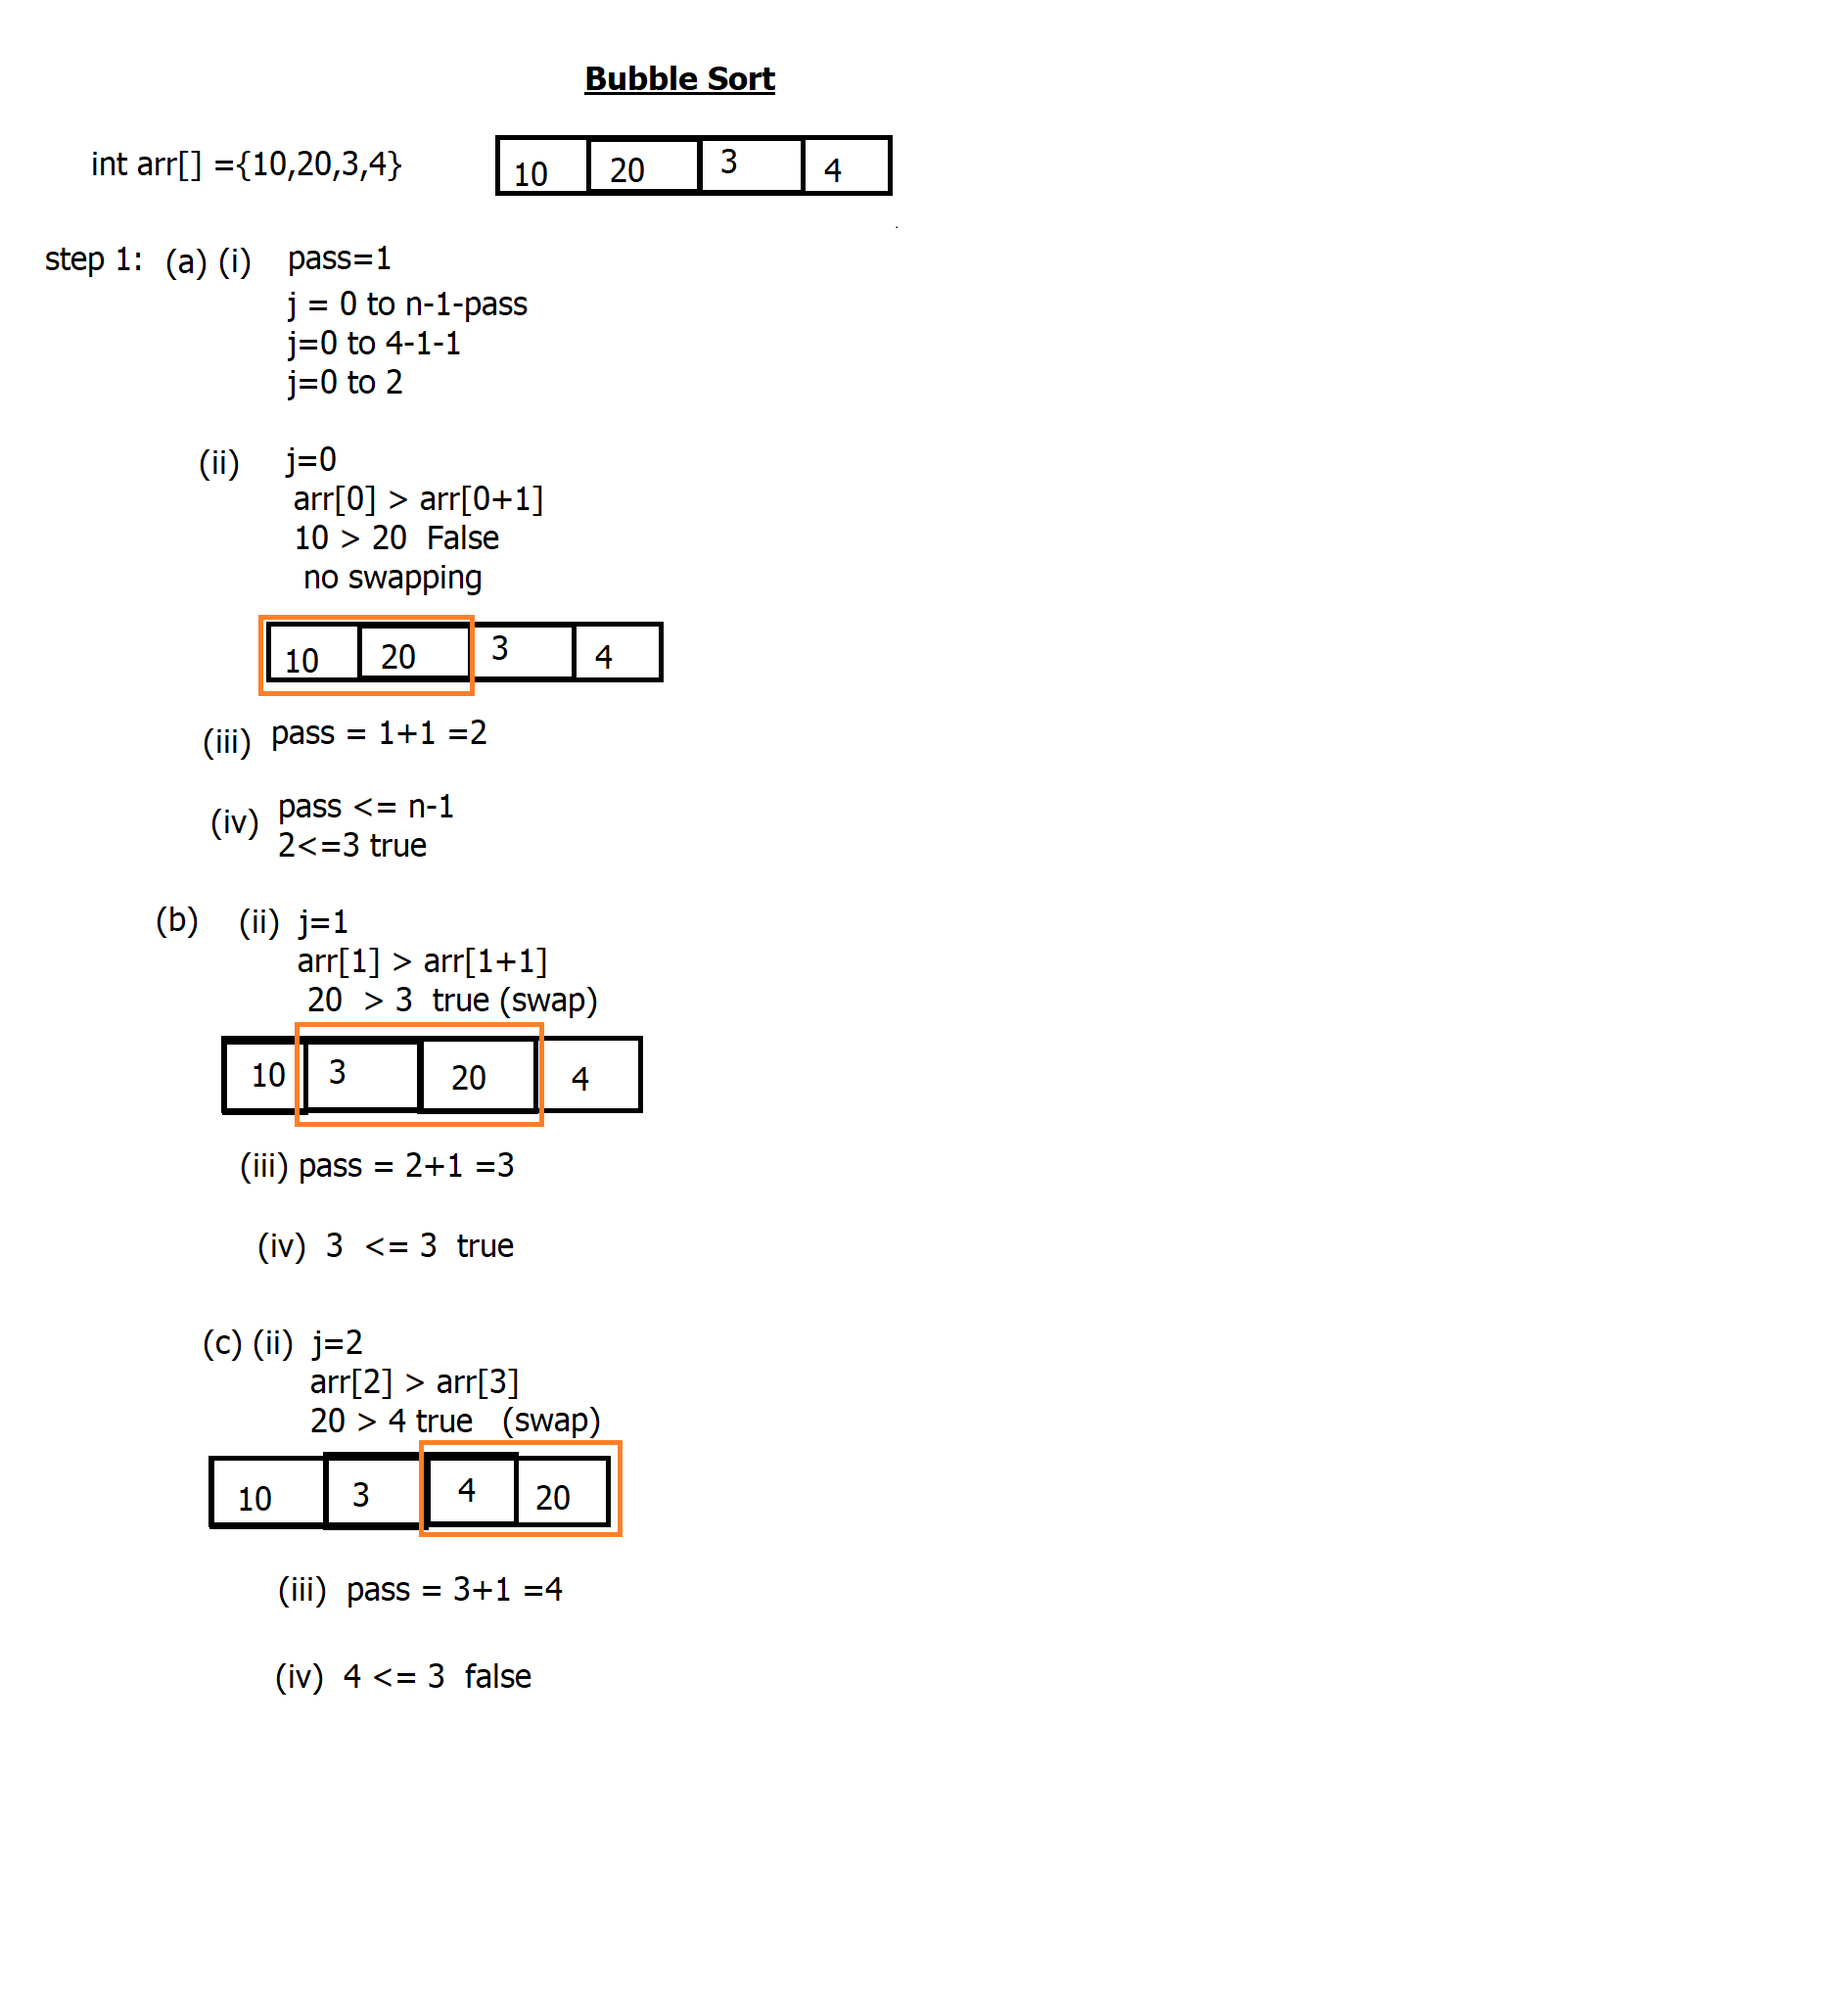 Bubble Sort
int arr[] ={10,20,3,4} 10 20 3 4
step 1: (a) (i) pass=1
j = 0 to n-1-pass
j=0 to 4-1-1
j=0 to 2
(ii) j=0
arr[0] > arr[0+1]
10 > 20 False
no swapping
10 20 3 4
(iii) pass = 1+1 =2
(iv) pass <= n-1
2<=3 true
(b) (ii) j=1
arr[1] > arr[1+1]
20 > 3 true (swap)
10 3 20 4
(iii) pass = 2+1 =3
(iv) 3 <= 3 true
(c) (ii) j=2
arr[2] > arr[3]
20 > 4 true (swap)
10 3 4 20
(iii) pass = 3+1 =4
(iv) 4 <= 3 false